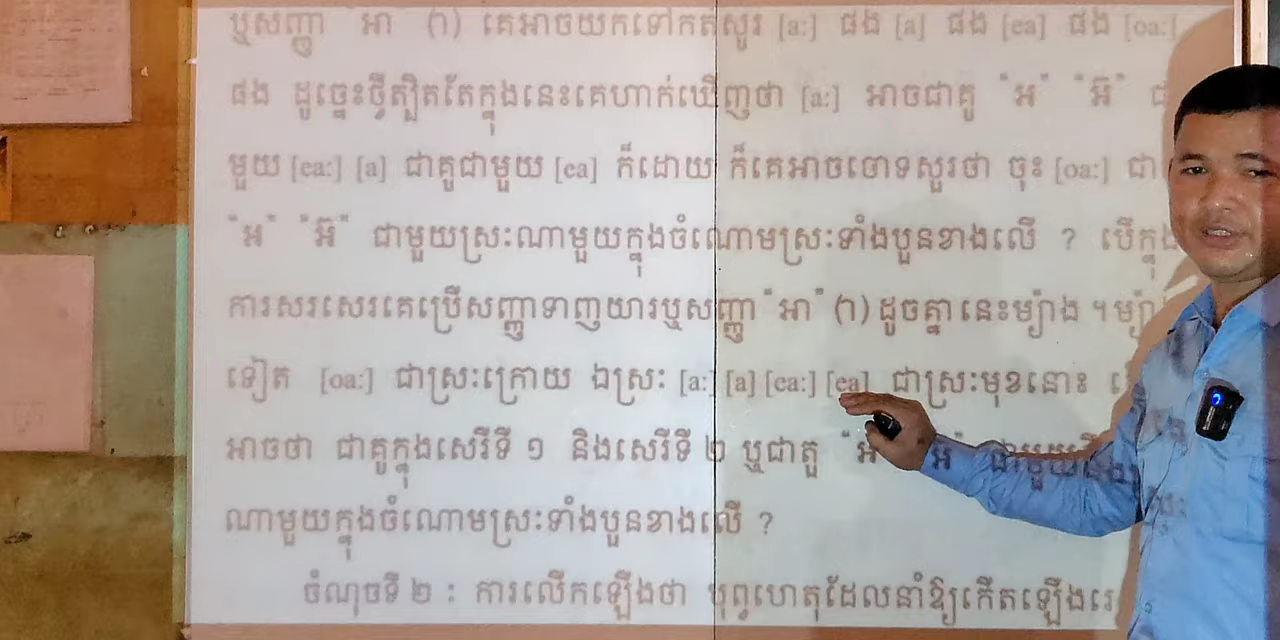 ឬសញ្ញា "អា" (ា) គេអាចយកទៅកត់សូរ [a:] ផង [a] ផង [ea] ផង [oa:]
ផង ដូច្នេះថ្វីត្បិតតែក្នុងនេះគេហាក់ឃើញថា [a:] អាចជាគូ "អ" "អ៊"
មួយ [ea:] [a] ជាគូជាមួយ [ea] ក៏ដោយ ក៏គេអាចចោទសួរថា ចុះ [oa:] ជា
"អ" "អ៊" ជាមួយស្រៈណាមួយក្នុងចំណោមស្រៈទាំងបួនខាងលើ ? បើក្នុង
ការសរសេរគេប្រើសញ្ញាទាញយារឬសញ្ញា "អា" (ា) ដូចគ្នានេះម្យ៉ាង ។ ម្យ៉ា
ទៀត [oa:] ជាស្រៈក្រោយ ឯស្រៈ [a:] [a] [ea:] [ea] ជាស្រៈមុខនោះ
អាចថា ជាគូក្នុងសេរីទី ១ និងសេរីទី ២ ឬជាគួ "អ៊" "អ" ជាមួយនឹង
ណាមួយក្នុងចំណោមស្រៈទាំងបួនខាងលើ ?
ចំណុចទី ២ : ការលើកឡើងថា បុព្វហេតុដែលនាំឱ្យកើតឡើង